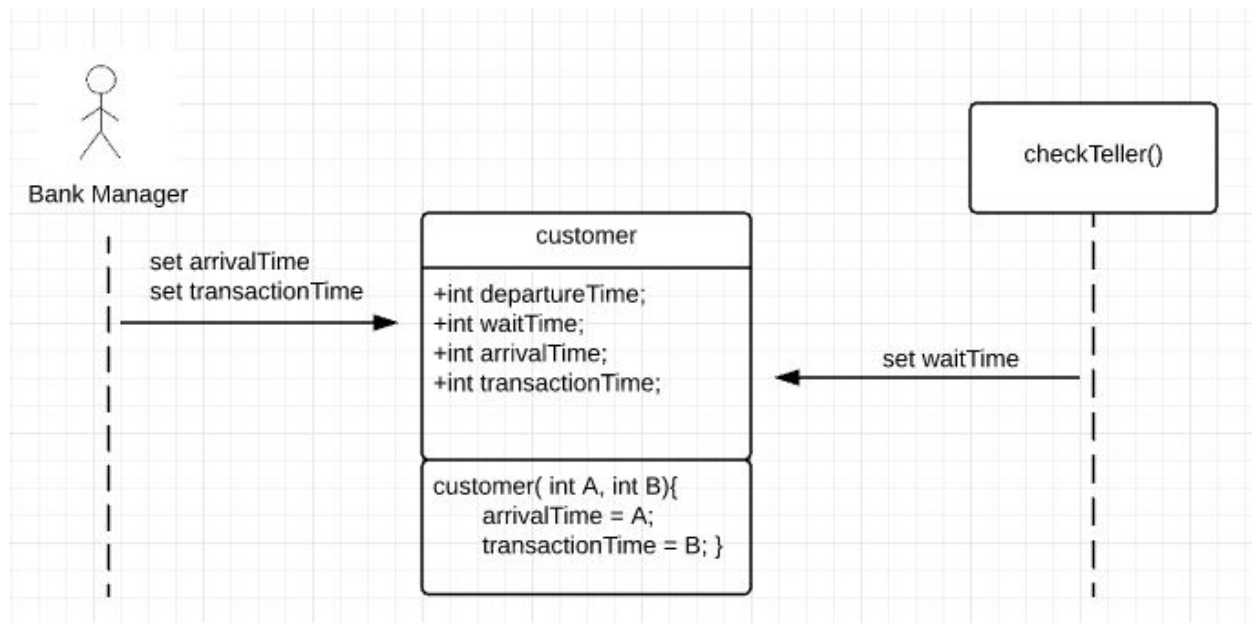 Bank Manager
set arrivalTime
set transactionTime
customer
+int departureTime;
+int waitTime;
+int arrivalTime;
+int transactionTime;
customer( int A, int B){
arrivalTime = A;
transactionTime = B; }
checkTeller()
set waitTime